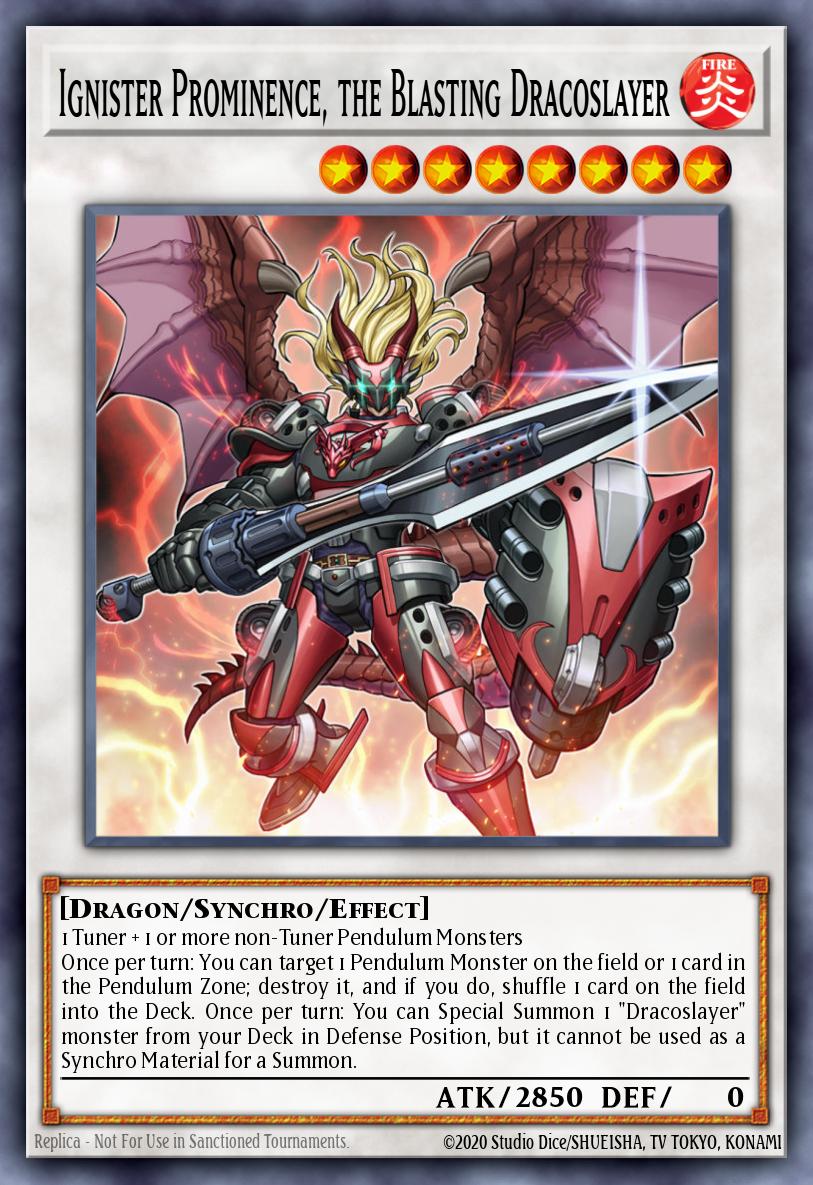 Ignister Prominence, the Blasting Dracoslayer
FIRE
炎
[Dragon/Synchro/Effect]
1 Tuner + 1 or more non-Tuner Pendulum Monsters
Once per turn: You can target 1 Pendulum Monster on the field or 1 card in
the Pendulum Zone; destroy it, and if you do, shuffle 1 card on the field
into the Deck. Once per turn: You can Special Summon 1 "Dracoslayer"
monster from your Deck in Defense Position, but it cannot be used as a
Synchro Material for a Summon.
ATK/2850 DEF/ 0
Replica - Not For Use in Sanctioned Tournaments.
©2020 Studio Dice/SHUEISHA, TV TOKYO, KONAMI